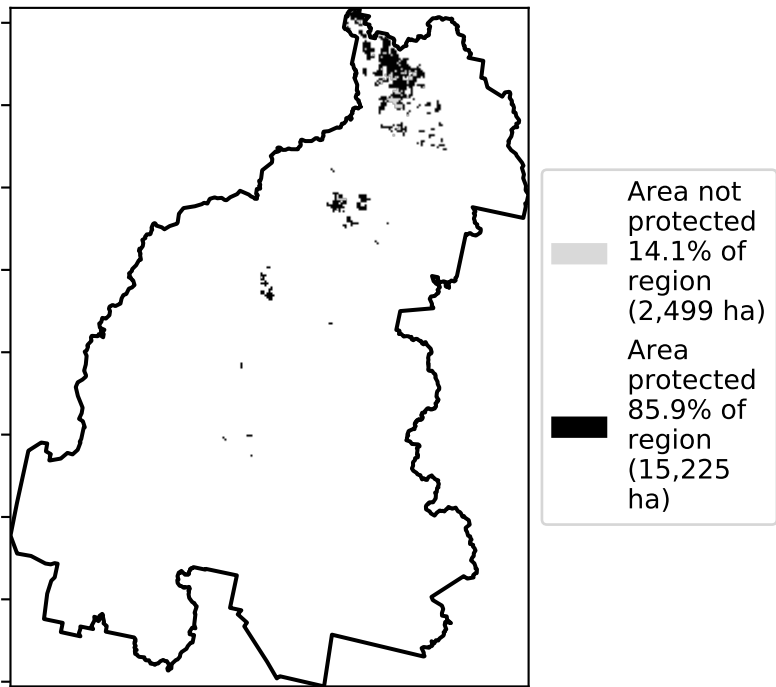 Area not
protected
14.1% of
region
(2,499 ha)
Area
protected
85.9% of
region
(15,225
ha)